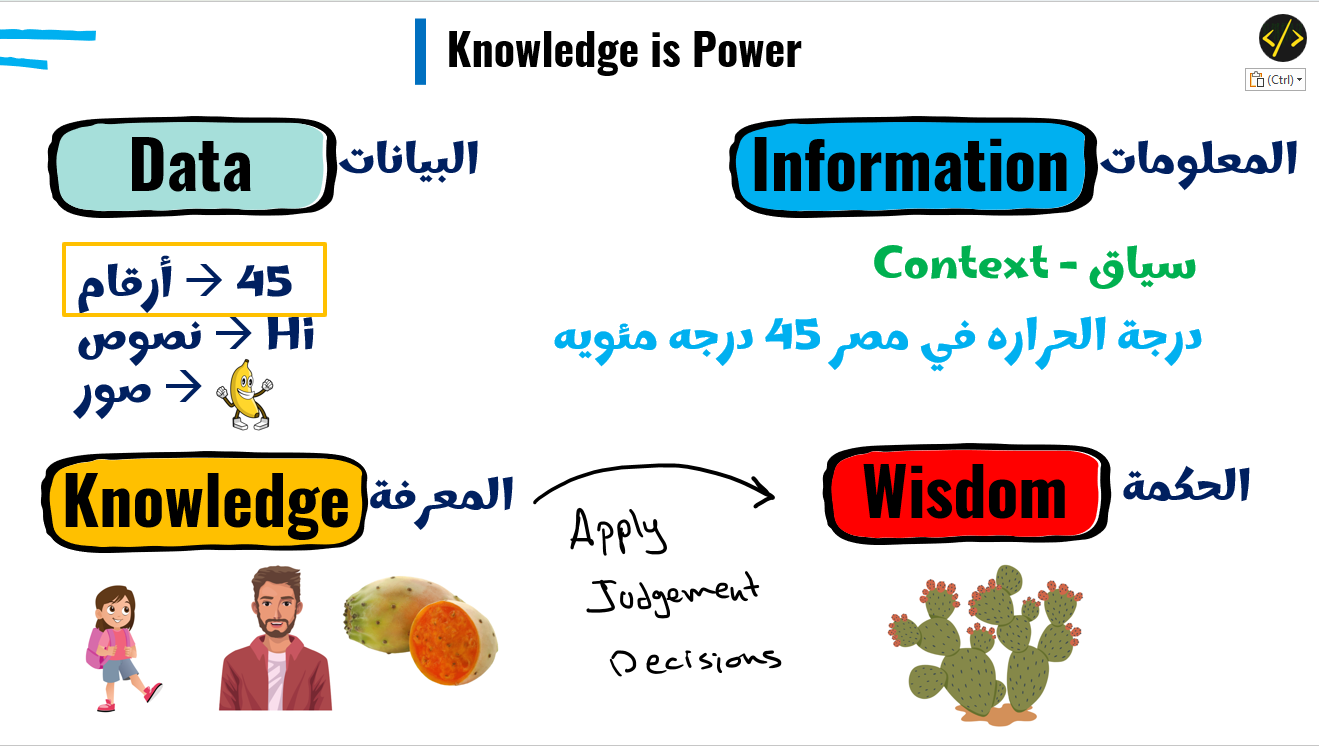 Knowledge is Power
</>
(Ctrl)
Data
البيانات
Information
المعلومات
أرقام → 45
نصوص → Hi
صور →
Context - سياق
درجة الحراره في مصر 45 درجه مئويه
Knowledge
المعرفة
Apply
Judgement
Decisions
Wisdom
الحكمة